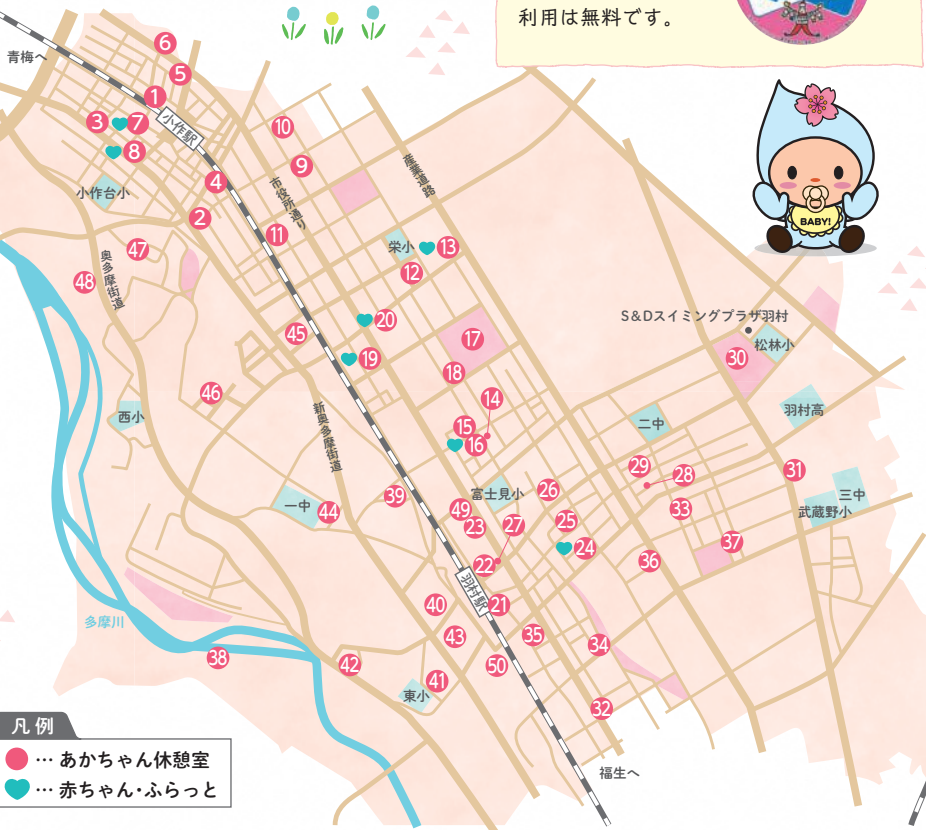 利用は無料です。
青梅へ
6
5
1
小作駅
3
7
8
10
9
産業道路
4
市役所通り
小作台小
2
11
BABY!
47
栄小
13
奥多摩街道
48
12
S&Dスイミングプラザ羽村
20
45
17
松林小
19
30
18
46
14
新奥多摩街道
西小
15
二中
羽村高
16
29
28
31
富士見小
26
39
一中
44
49
33
三中
武蔵野小
23
27
25
37
24
22
36
羽村駅
40
21
多摩川
43
35
34
38
42
50
41
東小
32
凡例
… あかちゃん休憩室
… 赤ちゃん・ふらっと
福生へ